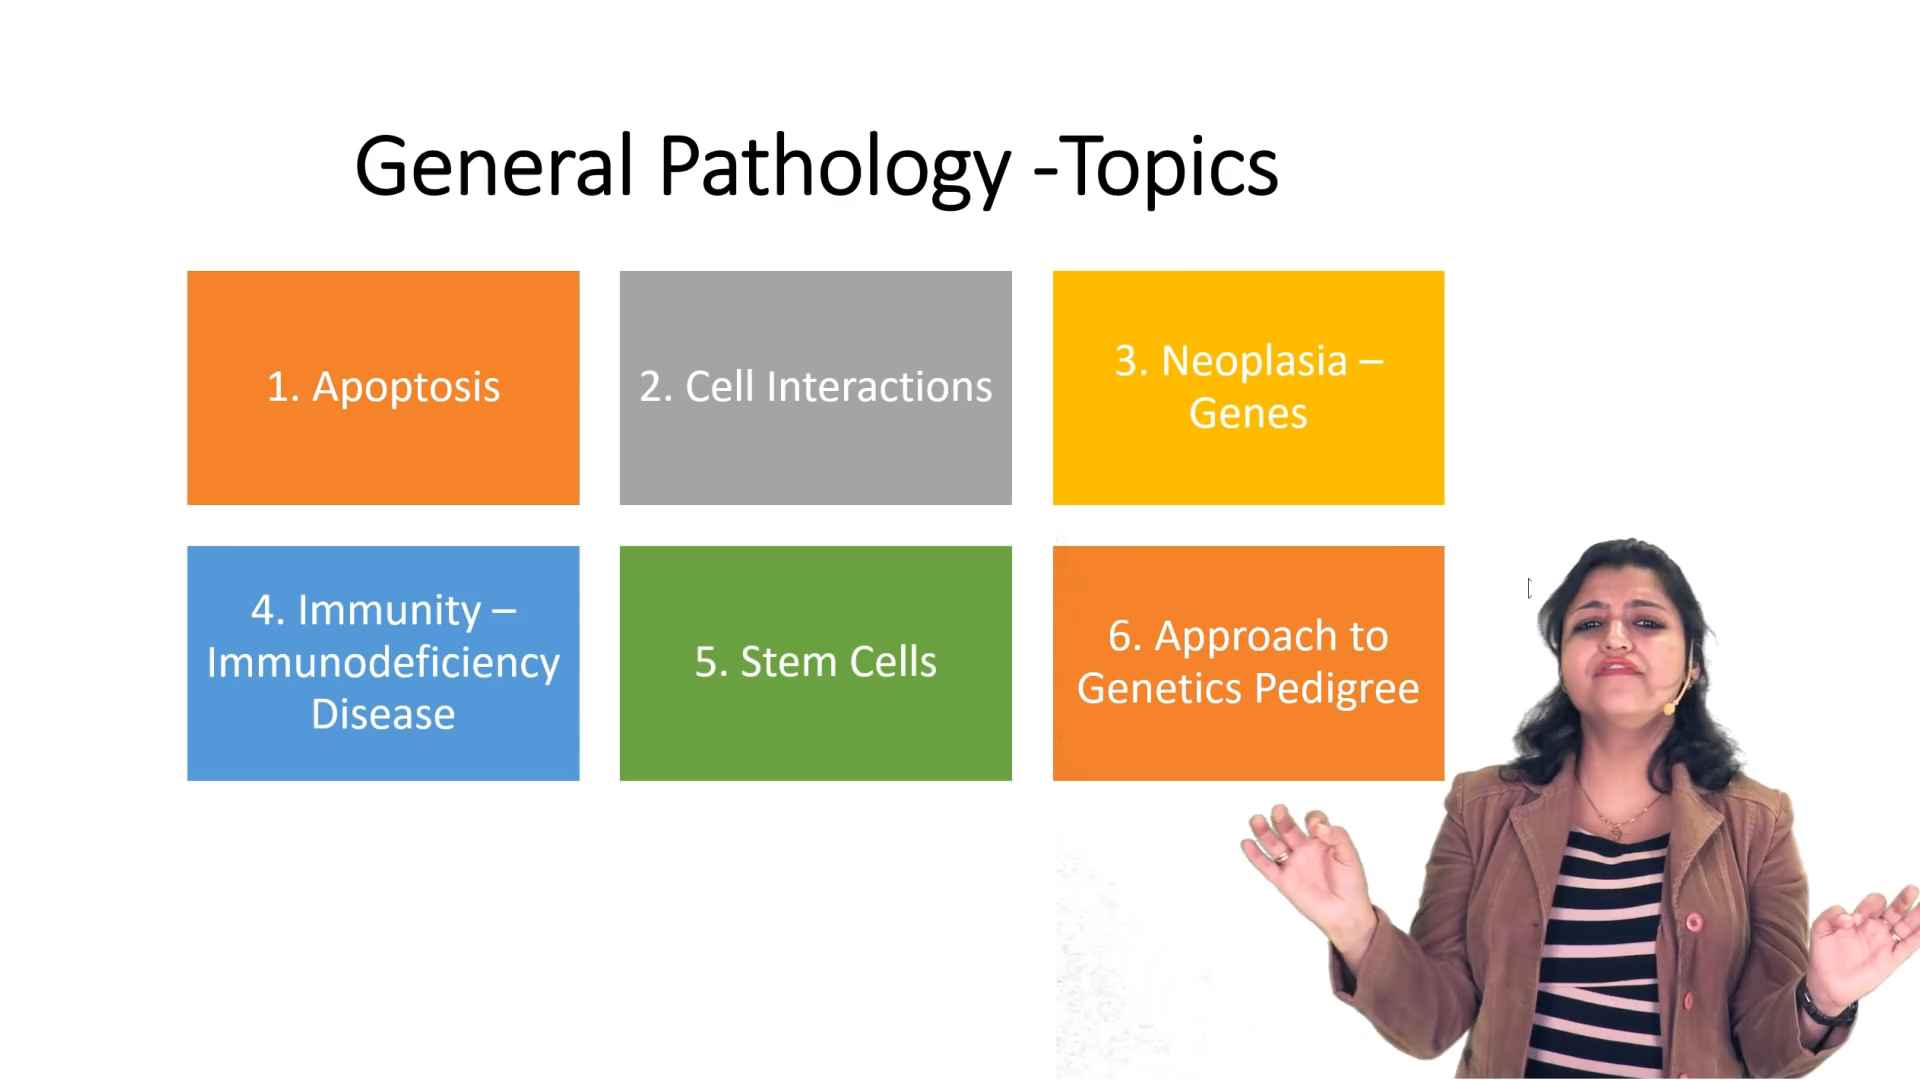 General Pathology -Topics
1. Apoptosis
2. Cell Interactions
3. Neoplasia –
Genes
4. Immunity –
Immunodeficiency
Disease
5. Stem Cells
6. Approach to
Genetics Pedigree